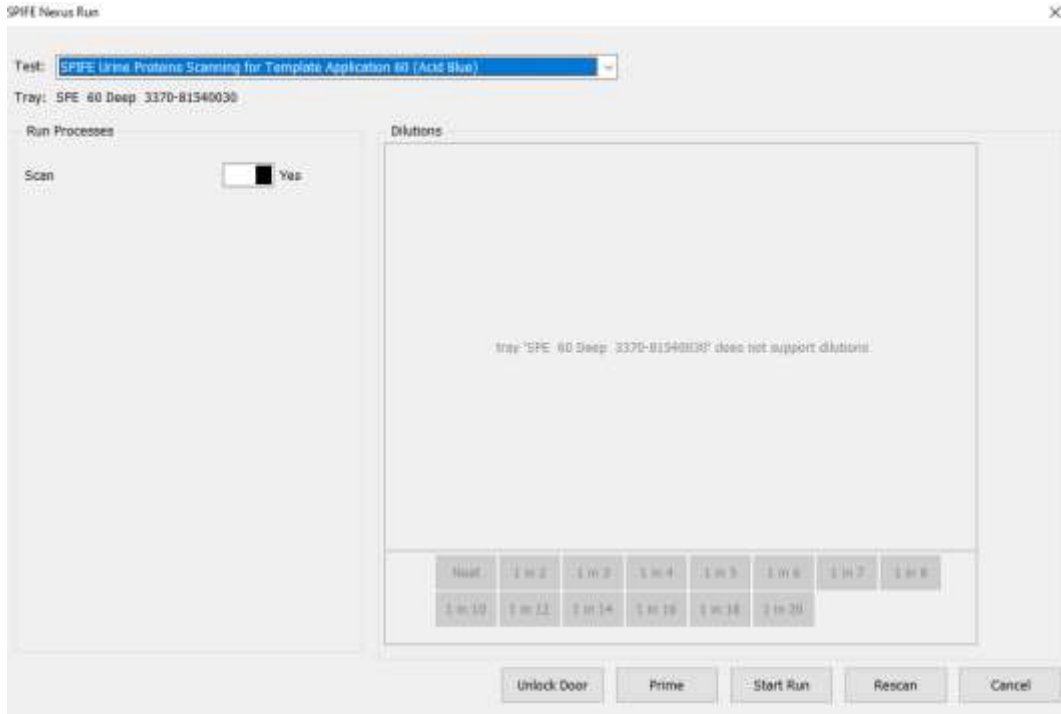 SPIFE Nexus Run
Test: SPIFE Urine Proteins Scanning for Template Application 60 (Acid Blue)
Tray: SPE 60 Deep 3370-81540030
Run Processes
Dilutions
Scan
Yes
tray "SPE 60 Deep 3370-81540030" does not support dilutions
Neat 1 in 2 1 in 3 1 in 4 1 in 5 1 in 6 1 in 7 1 in 8
1 in 10 1 in 12 1 in 14 1 in 16 1 in 18 1 in 20
Unlock Door Prime Start Run Rescan Cancel